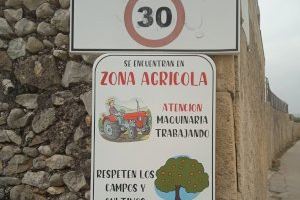 30
SE ENCUENTRAN EN
ZONA AGRICOLA
ATENCION
MAQUINARIA
TRABAJANDO
RESPETEN LOS
CAMPOS Y